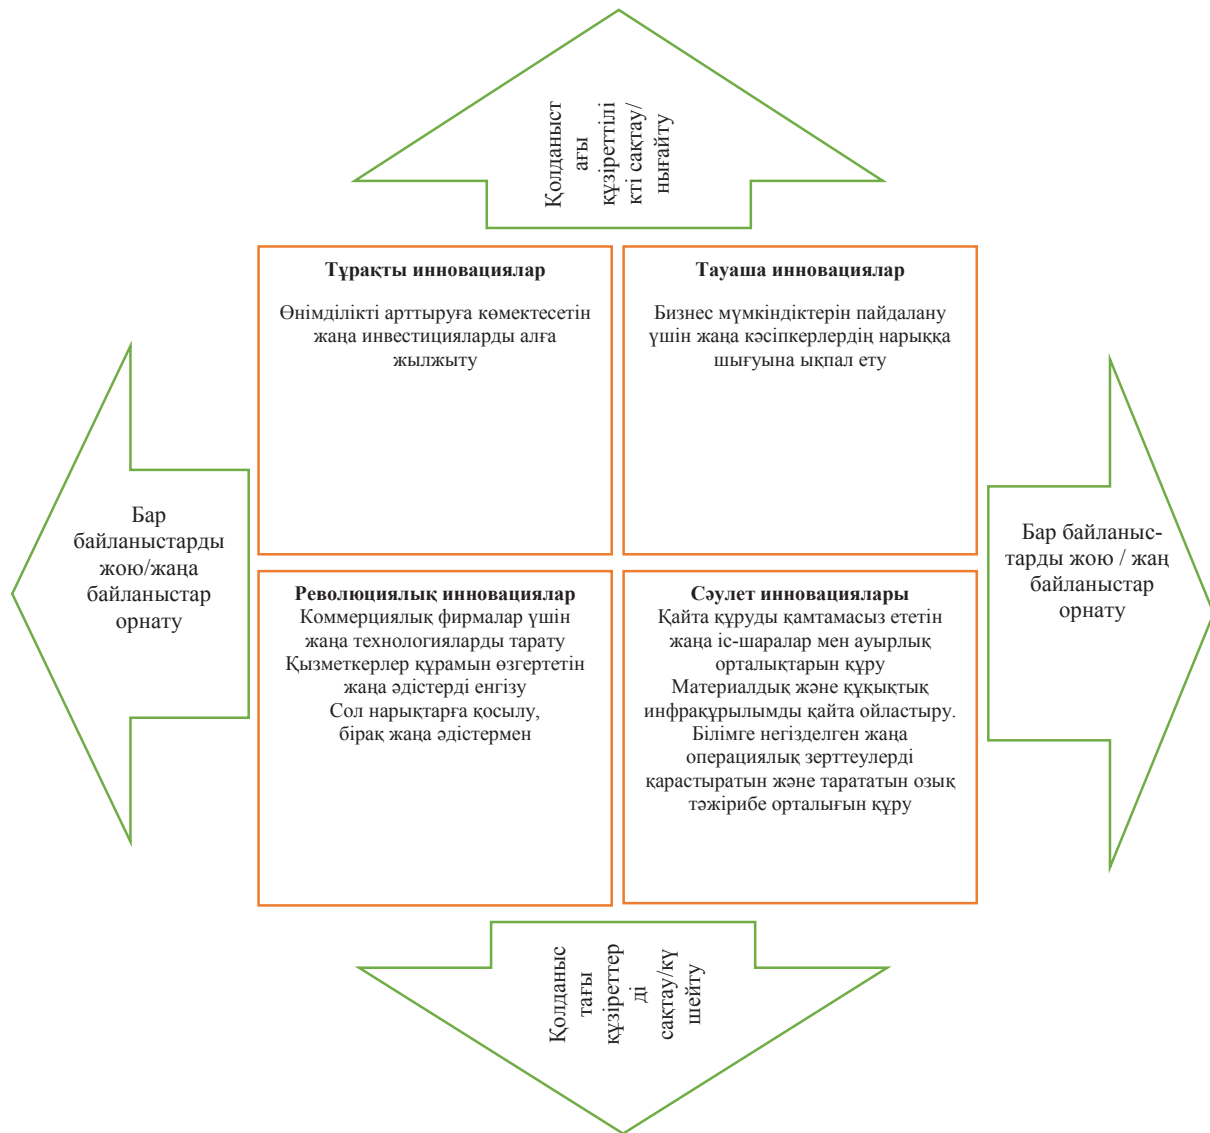 Қолданыст
ағы
құзіреттілі
кті сақтау/
нығайту
Тұрақты инновациялар
Өнімділікті арттыруға көмектесетін
жаңа инвестицияларды алға
жылжыту
Тауаша инновациялар
Бизнес мүмкіндіктерін пайдалану
үшін жаңа кәсіпкерлердің нарыққа
шығуына ықпал ету
Бар
байланыстарды
жою/жаңа
байланыстар
орнату
Бар байланыс-
тарды жою / жаң
байланыстар
орнату
Революциялық инновациялар
Коммерциялық фирмалар үшін
жаңа технологияларды тарату
Қызметкерлер құрамын өзгертетін
жаңа әдістерді енгізу
Сол нарықтарға қосылу,
бірақ жаңа әдістермен
Сәулет инновациялары
Қайта құруды қамтамасыз ететін
жаңа іс-шаралар мен ауырлық
орталықтарын құру
Материалдық және құқықтық
инфрақұрылымды қайта ойластыру.
Білімге негізделген жаңа
операциялық зерттеулерді
қарастыратын және тарататын озық
тәжірибе орталығын құру
Қолданыс
тағы
құзіреттер
ді
сақтау/кү
шейту